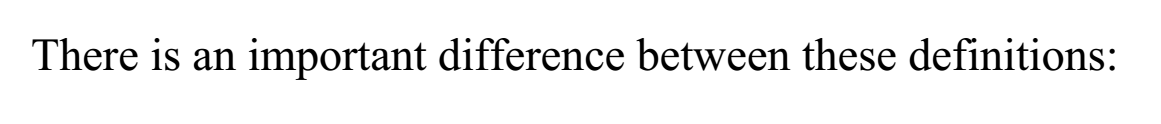 There is an important difference between these definitions: